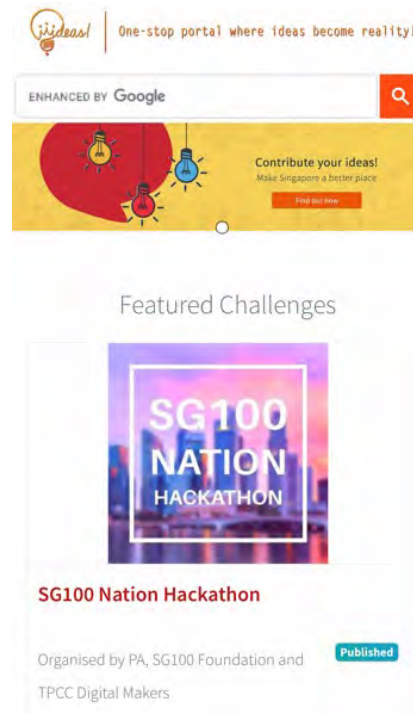 iiideas!
One-stop portal where ideas become reality!
ENHANCED BY Google
Contribute your ideas!
Make Singapore a better place
Find out now
Featured Challenges
SG100
NATION
HACKATHON
SG100 Nation Hackathon
Published
Organised by PA, SG100 Foundation and
TPCC Digital Makers